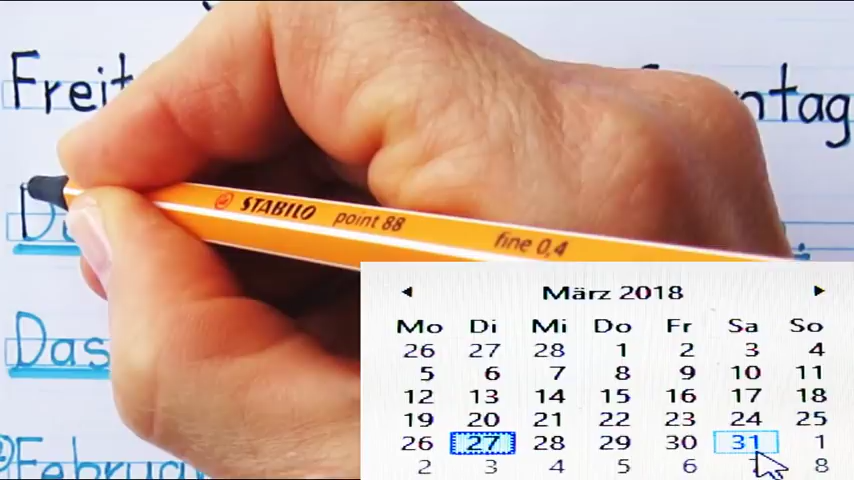 Freit
ntag
STABILO point 88 fine 0,4
Das
Februar
März 2018
Mo Di Mi Do Fr Sa So
26 27 28 1 2 3 4
5 6 7 8 9 10 11
12 13 14 15 16 17 18
19 20 21 22 23 24 25
26 27 28 29 30 31 1
2 3 4 5 6 8